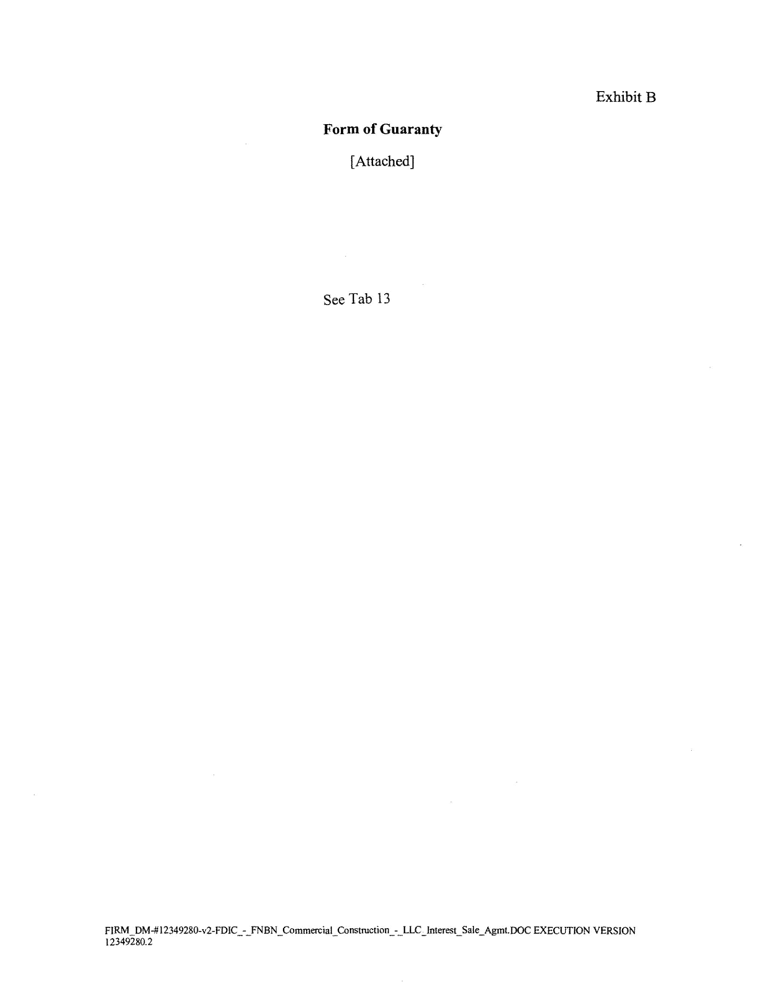 Exhibit B
Form of Guaranty
[Attached]
See Tab 13
FIRM_DM-#12349280-v2-FDIC_-_FNBN_Commercial_Construction_-_LLC_Interest_Sale_Agmt.DOC EXECUTION VERSION
12349280.2